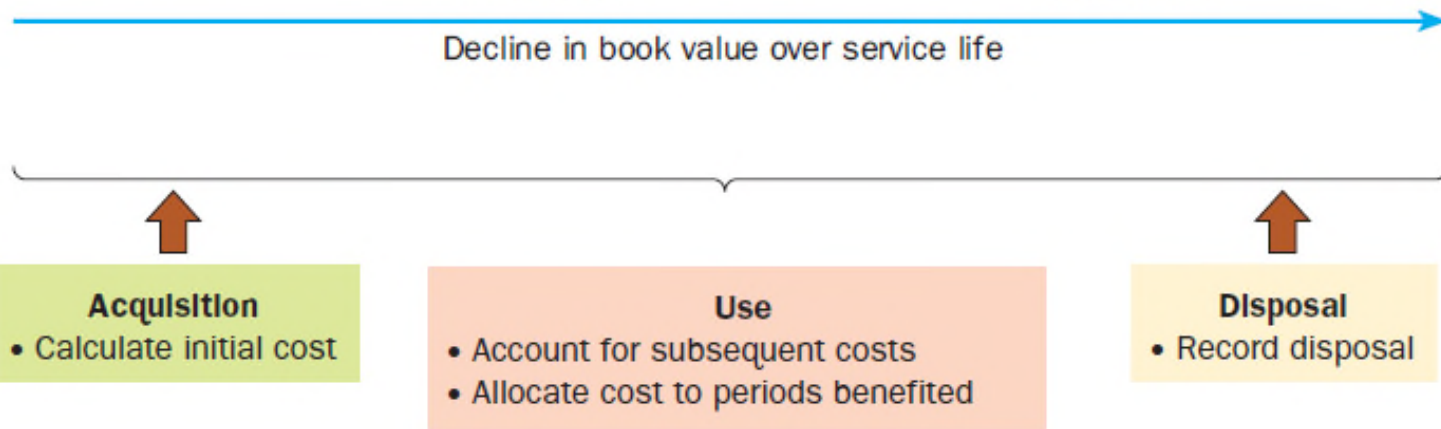 Decline in book value over service life
Acquisition
• Calculate initial cost
Use
• Account for subsequent costs
• Allocate cost to periods benefited
Disposal
• Record disposal